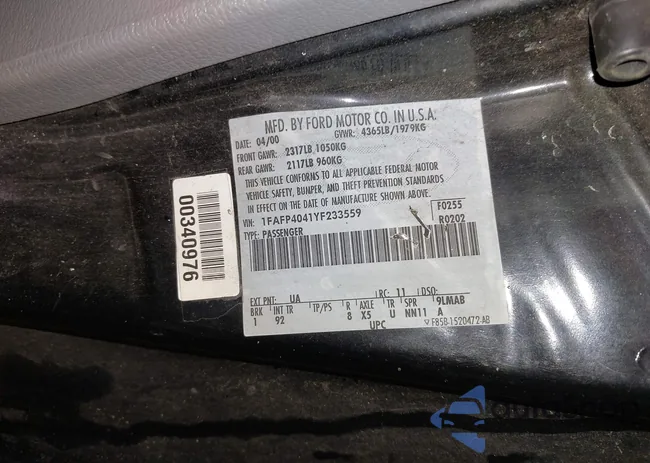 MFD. BY FORD MOTOR CO. IN U.S.A.
DATE: 04/00 GVWR: 4365LB/1979KG
FRONT GAWR: 2317LB 1050KG
REAR GAWR: 2117LB 960KG
THIS VEHICLE CONFORMS TO ALL APPLICABLE FEDERAL MOTOR
VEHICLE SAFETY, BUMPER, AND THEFT PREVENTION STANDARDS
IN EFFECT ON THE DATE OF MANUFACTURE SHOWN ABOVE.
VIN: 1FAFP4041YF233559 F0255
TYPE: PASSENGER R0202
EXT PNT: UA RC: 11 DSO:
BRK INT TR TP/PS R AXLE TR SPR 9LMAB
1 92 8 X5 U NN11 A
UPC F85B-1520472-AB
00340976